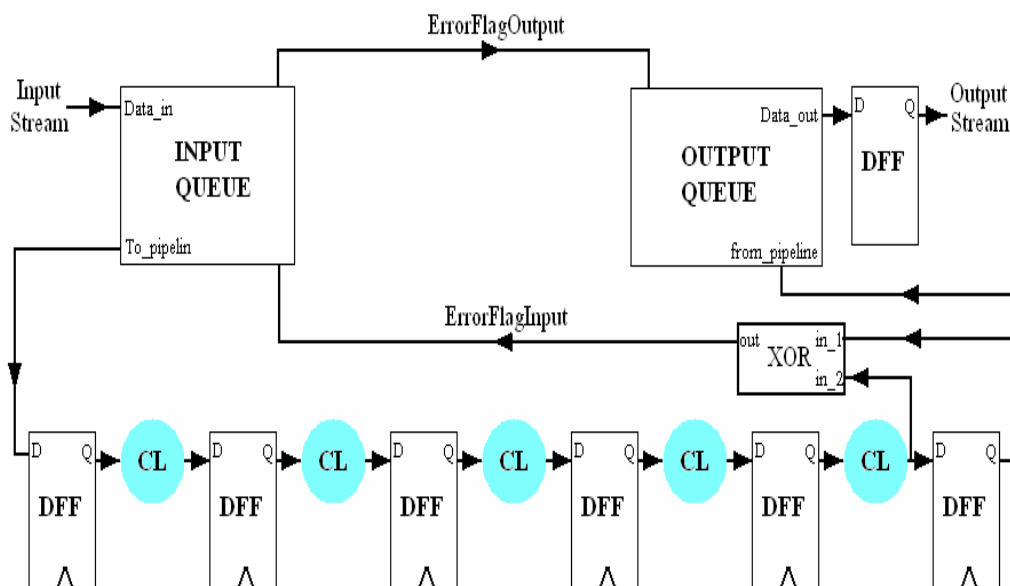 ErrorFlagOutput
Input
Stream
Data_in
INPUT
QUEUE
To_pipelin
Data_out
OUTPUT
QUEUE
from_pipeline
D
Q
DFF
Output
Stream
ErrorFlagInput
out
XOR
in_1
in_2
D
Q
DFF
CL
D
Q
DFF
CL
D
Q
DFF
CL
D
Q
DFF
CL
D
Q
DFF
CL
D
Q
DFF